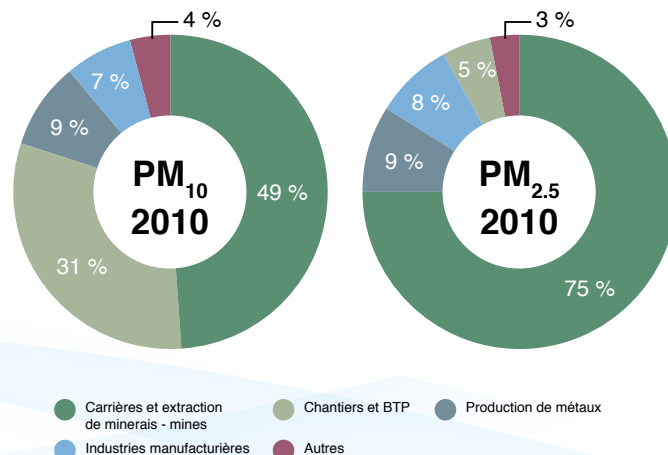 4 %
7 %
9 %
49 %
31 %
PM10
2010
3 %
5 %
8 %
9 %
75 %
PM2.5
2010
Carrières et extraction
de minerais - mines
Chantiers et BTP
Production de métaux
Industries manufacturières
Autres